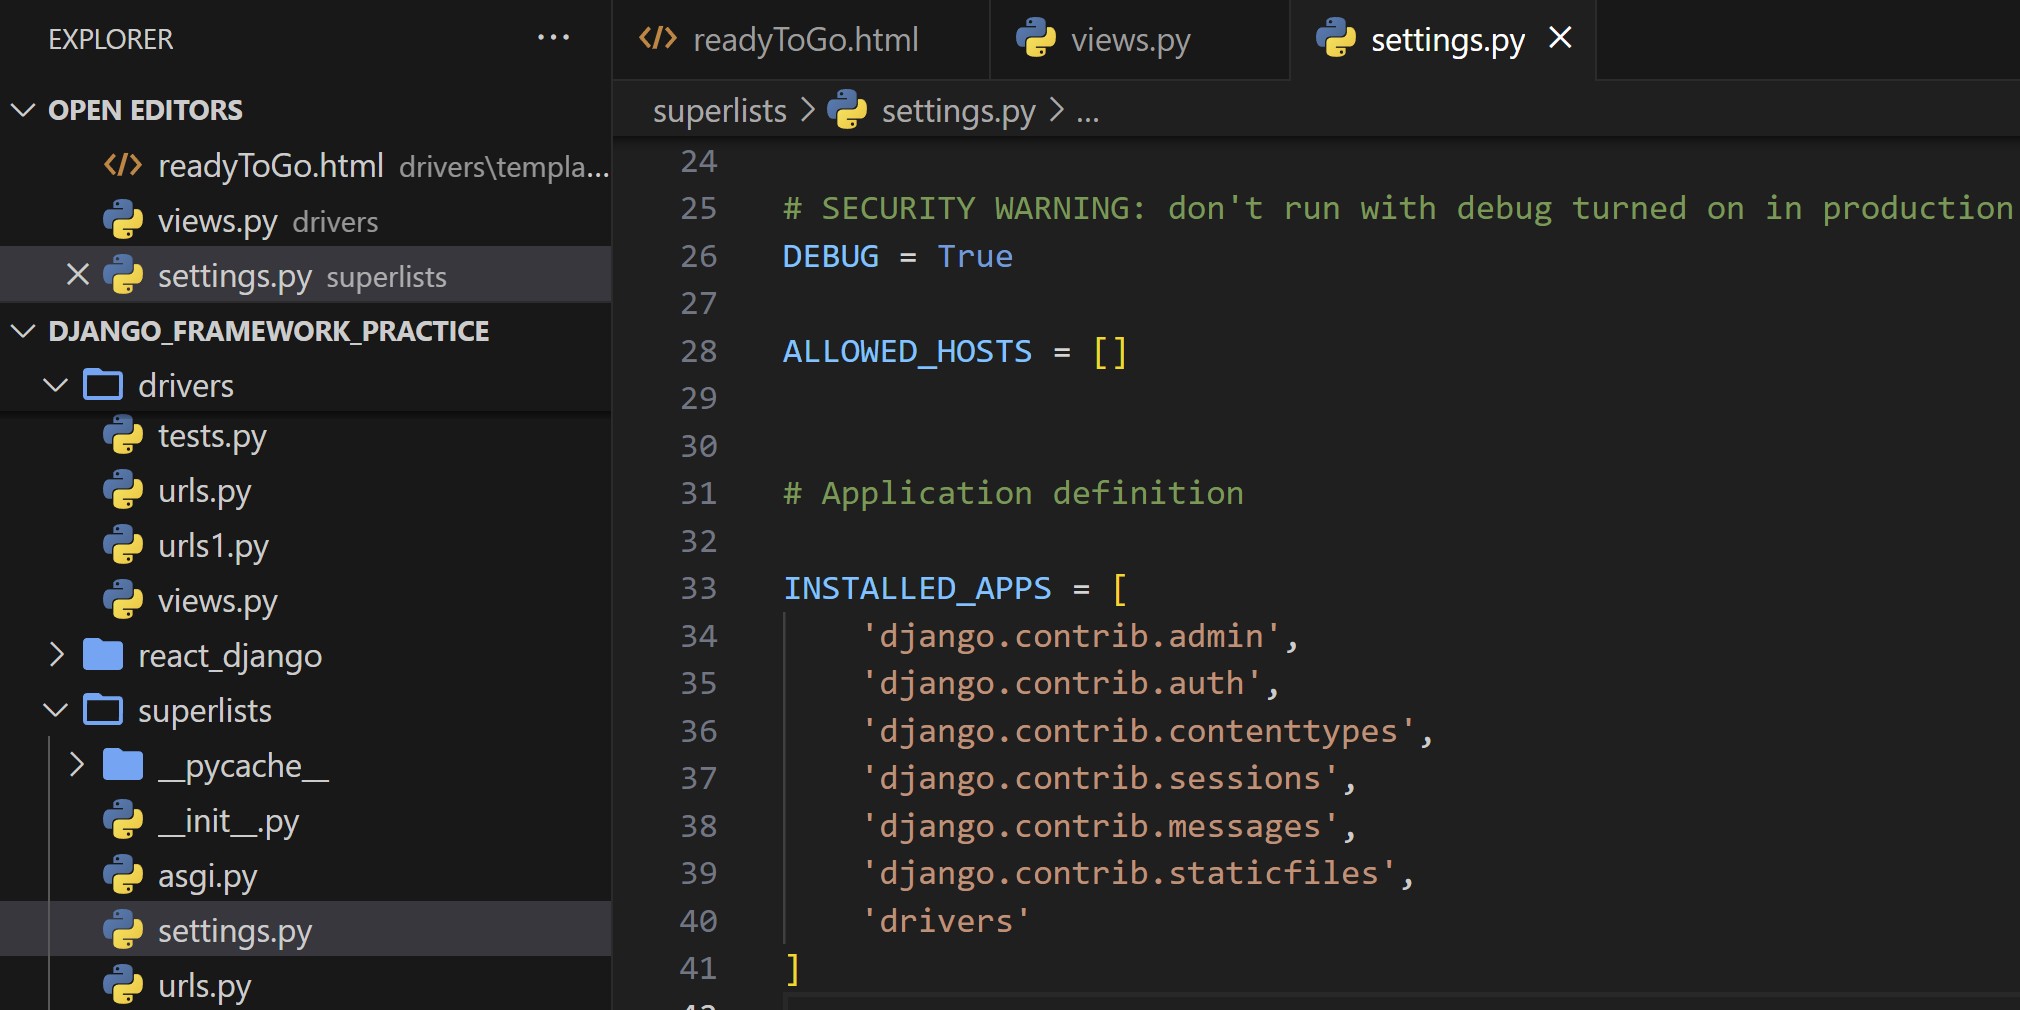 EXPLORER ...
OPEN EDITORS
readyToGo.html drivers\templa...
views.py drivers
settings.py superlists
DJANGO_FRAMEWORK_PRACTICE
drivers
tests.py
urls.py
urls1.py
views.py
react_django
superlists
__pycache__
__init__.py
asgi.py
settings.py
urls.py
readyToGo.html views.py settings.py
superlists > settings.py > ...
24
25 # SECURITY WARNING: don't run with debug turned on in production
26 DEBUG = True
27
28 ALLOWED_HOSTS = []
29
30
31 # Application definition
32
33 INSTALLED_APPS = [
34 'django.contrib.admin',
35 'django.contrib.auth',
36 'django.contrib.contenttypes',
37 'django.contrib.sessions',
38 'django.contrib.messages',
39 'django.contrib.staticfiles',
40 'drivers'
41 ]